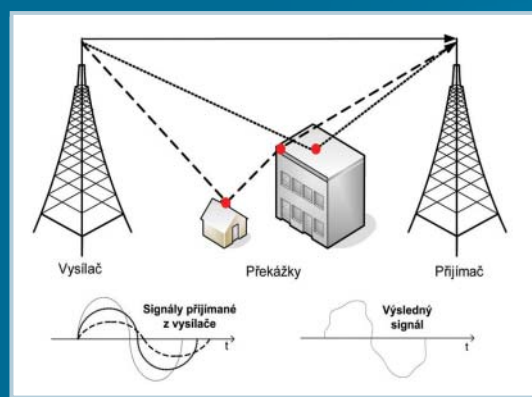 Vysílač
Překážky
Přijímač
Signály přijímané
z vysílače
t
Výsledný
signál
t